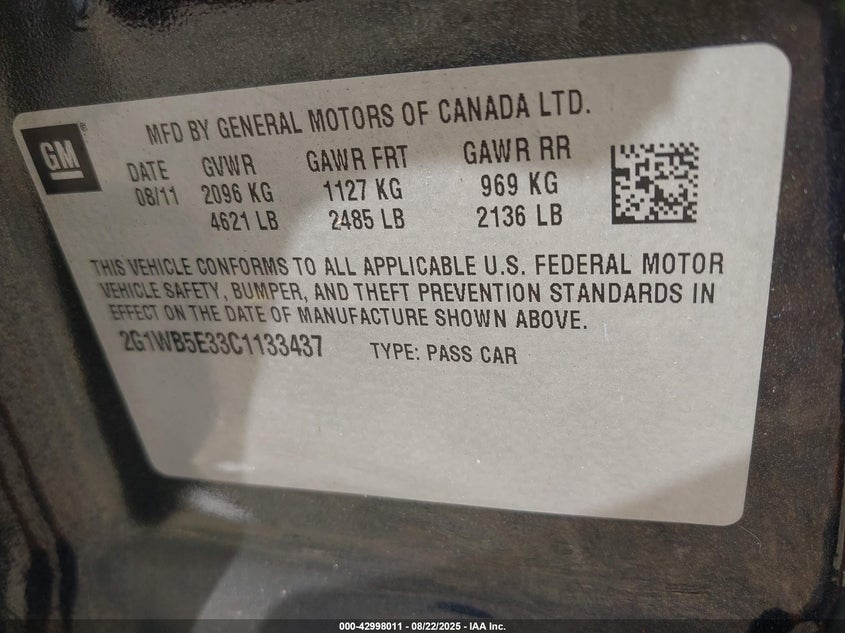 GM®
MFD BY GENERAL MOTORS OF CANADA LTD.
DATE GVWR GAWR FRT GAWR RR
08/11 2096 KG 1127 KG 969 KG
4621 LB 2485 LB 2136 LB
THIS VEHICLE CONFORMS TO ALL APPLICABLE U.S. FEDERAL MOTOR
VEHICLE SAFETY, BUMPER, AND THEFT PREVENTION STANDARDS IN
EFFECT ON THE DATE OF MANUFACTURE SHOWN ABOVE.
2G1WB5E33C1133437 TYPE: PASS CAR
000-42998011 - 08/22/2025 - IAA Inc.